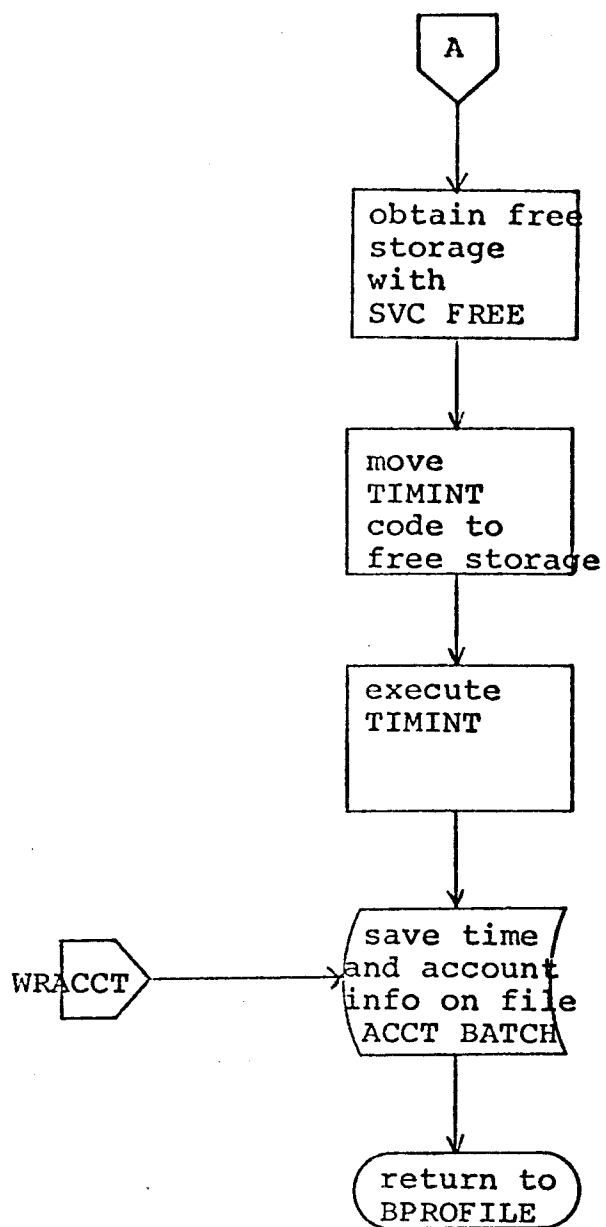 A
obtain free
storage
with
SVC FREE
move
TIMINT
code to
free storage
execute
TIMINT
save time
and account
info on file
ACCT BATCH
WRACCT
return to
BPROFILE